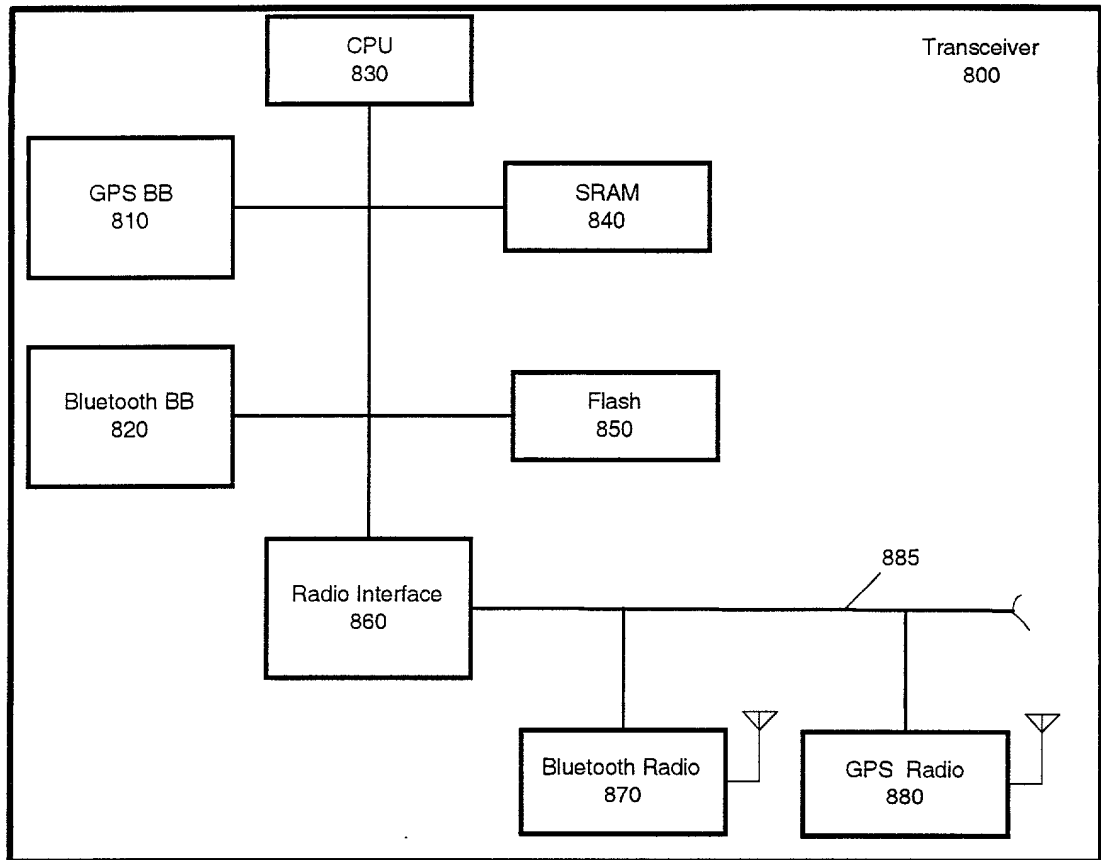 CPU
830
Transceiver
800
GPS BB
810
SRAM
840
Bluetooth BB
820
Flash
850
Radio Interface
860
885
Bluetooth Radio
870
GPS Radio
880